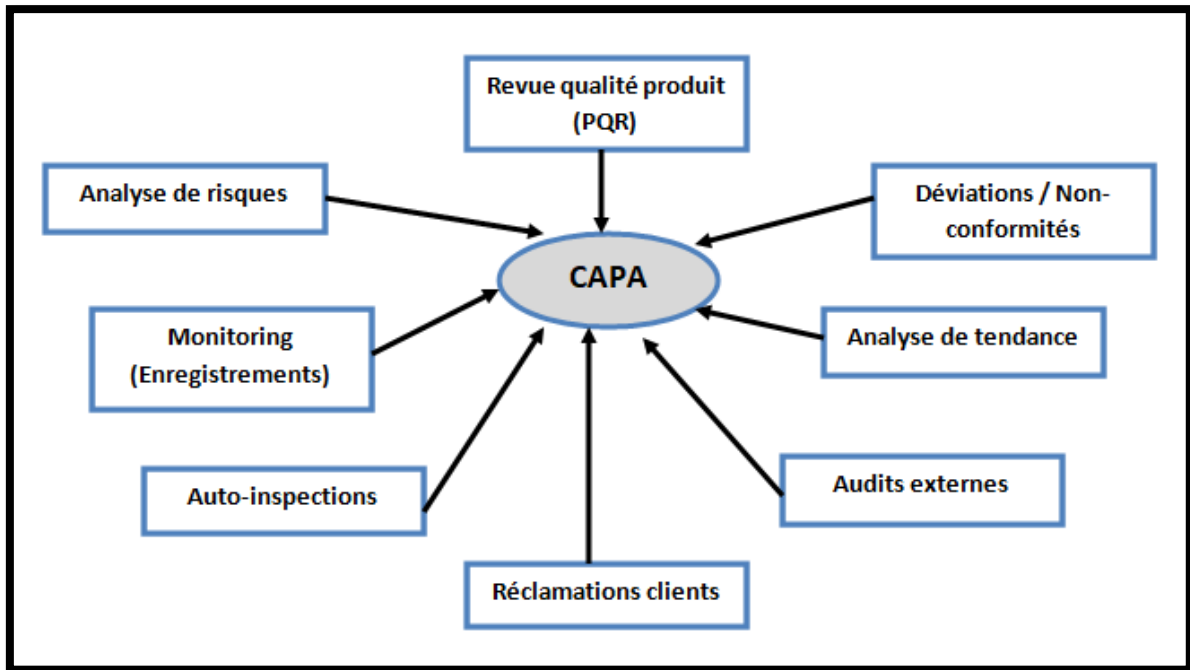 Revue qualité produit
(PQR)
Analyse de risques
Déviations / Non-
conformités
CAPA
Monitoring
(Enregistrements)
Analyse de tendance
Auto-inspections
Audits externes
Réclamations clients